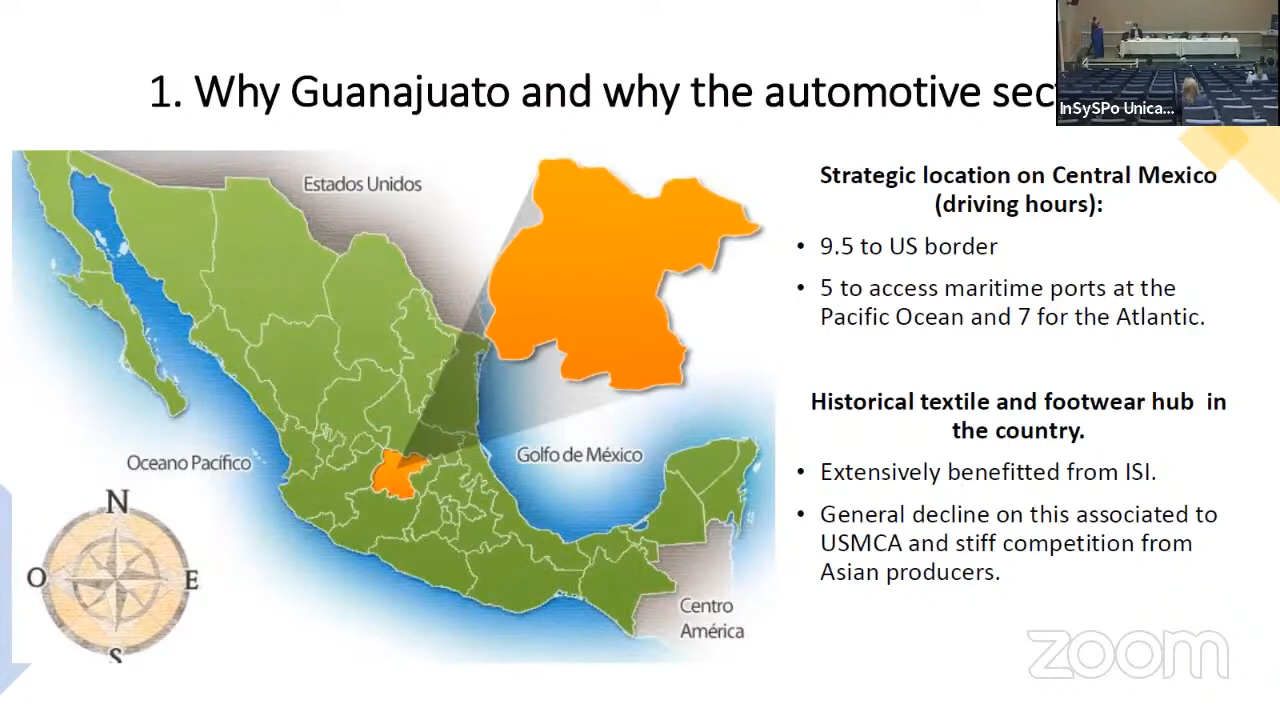 1. Why Guanajuato and why the automotive sec
InSySPo Unica...
Estados Unidos
Strategic location on Central Mexico
(driving hours):
• 9.5 to US border
• 5 to access maritime ports at the
Pacific Ocean and 7 for the Atlantic.
Historical textile and footwear hub in
the country.
• Extensively benefitted from ISI.
• General decline on this associated to
USMCA and stiff competition from
Asian producers.
Oceano Pacífico
Golfo de México
N
O
E
S
Centro
América
zoom